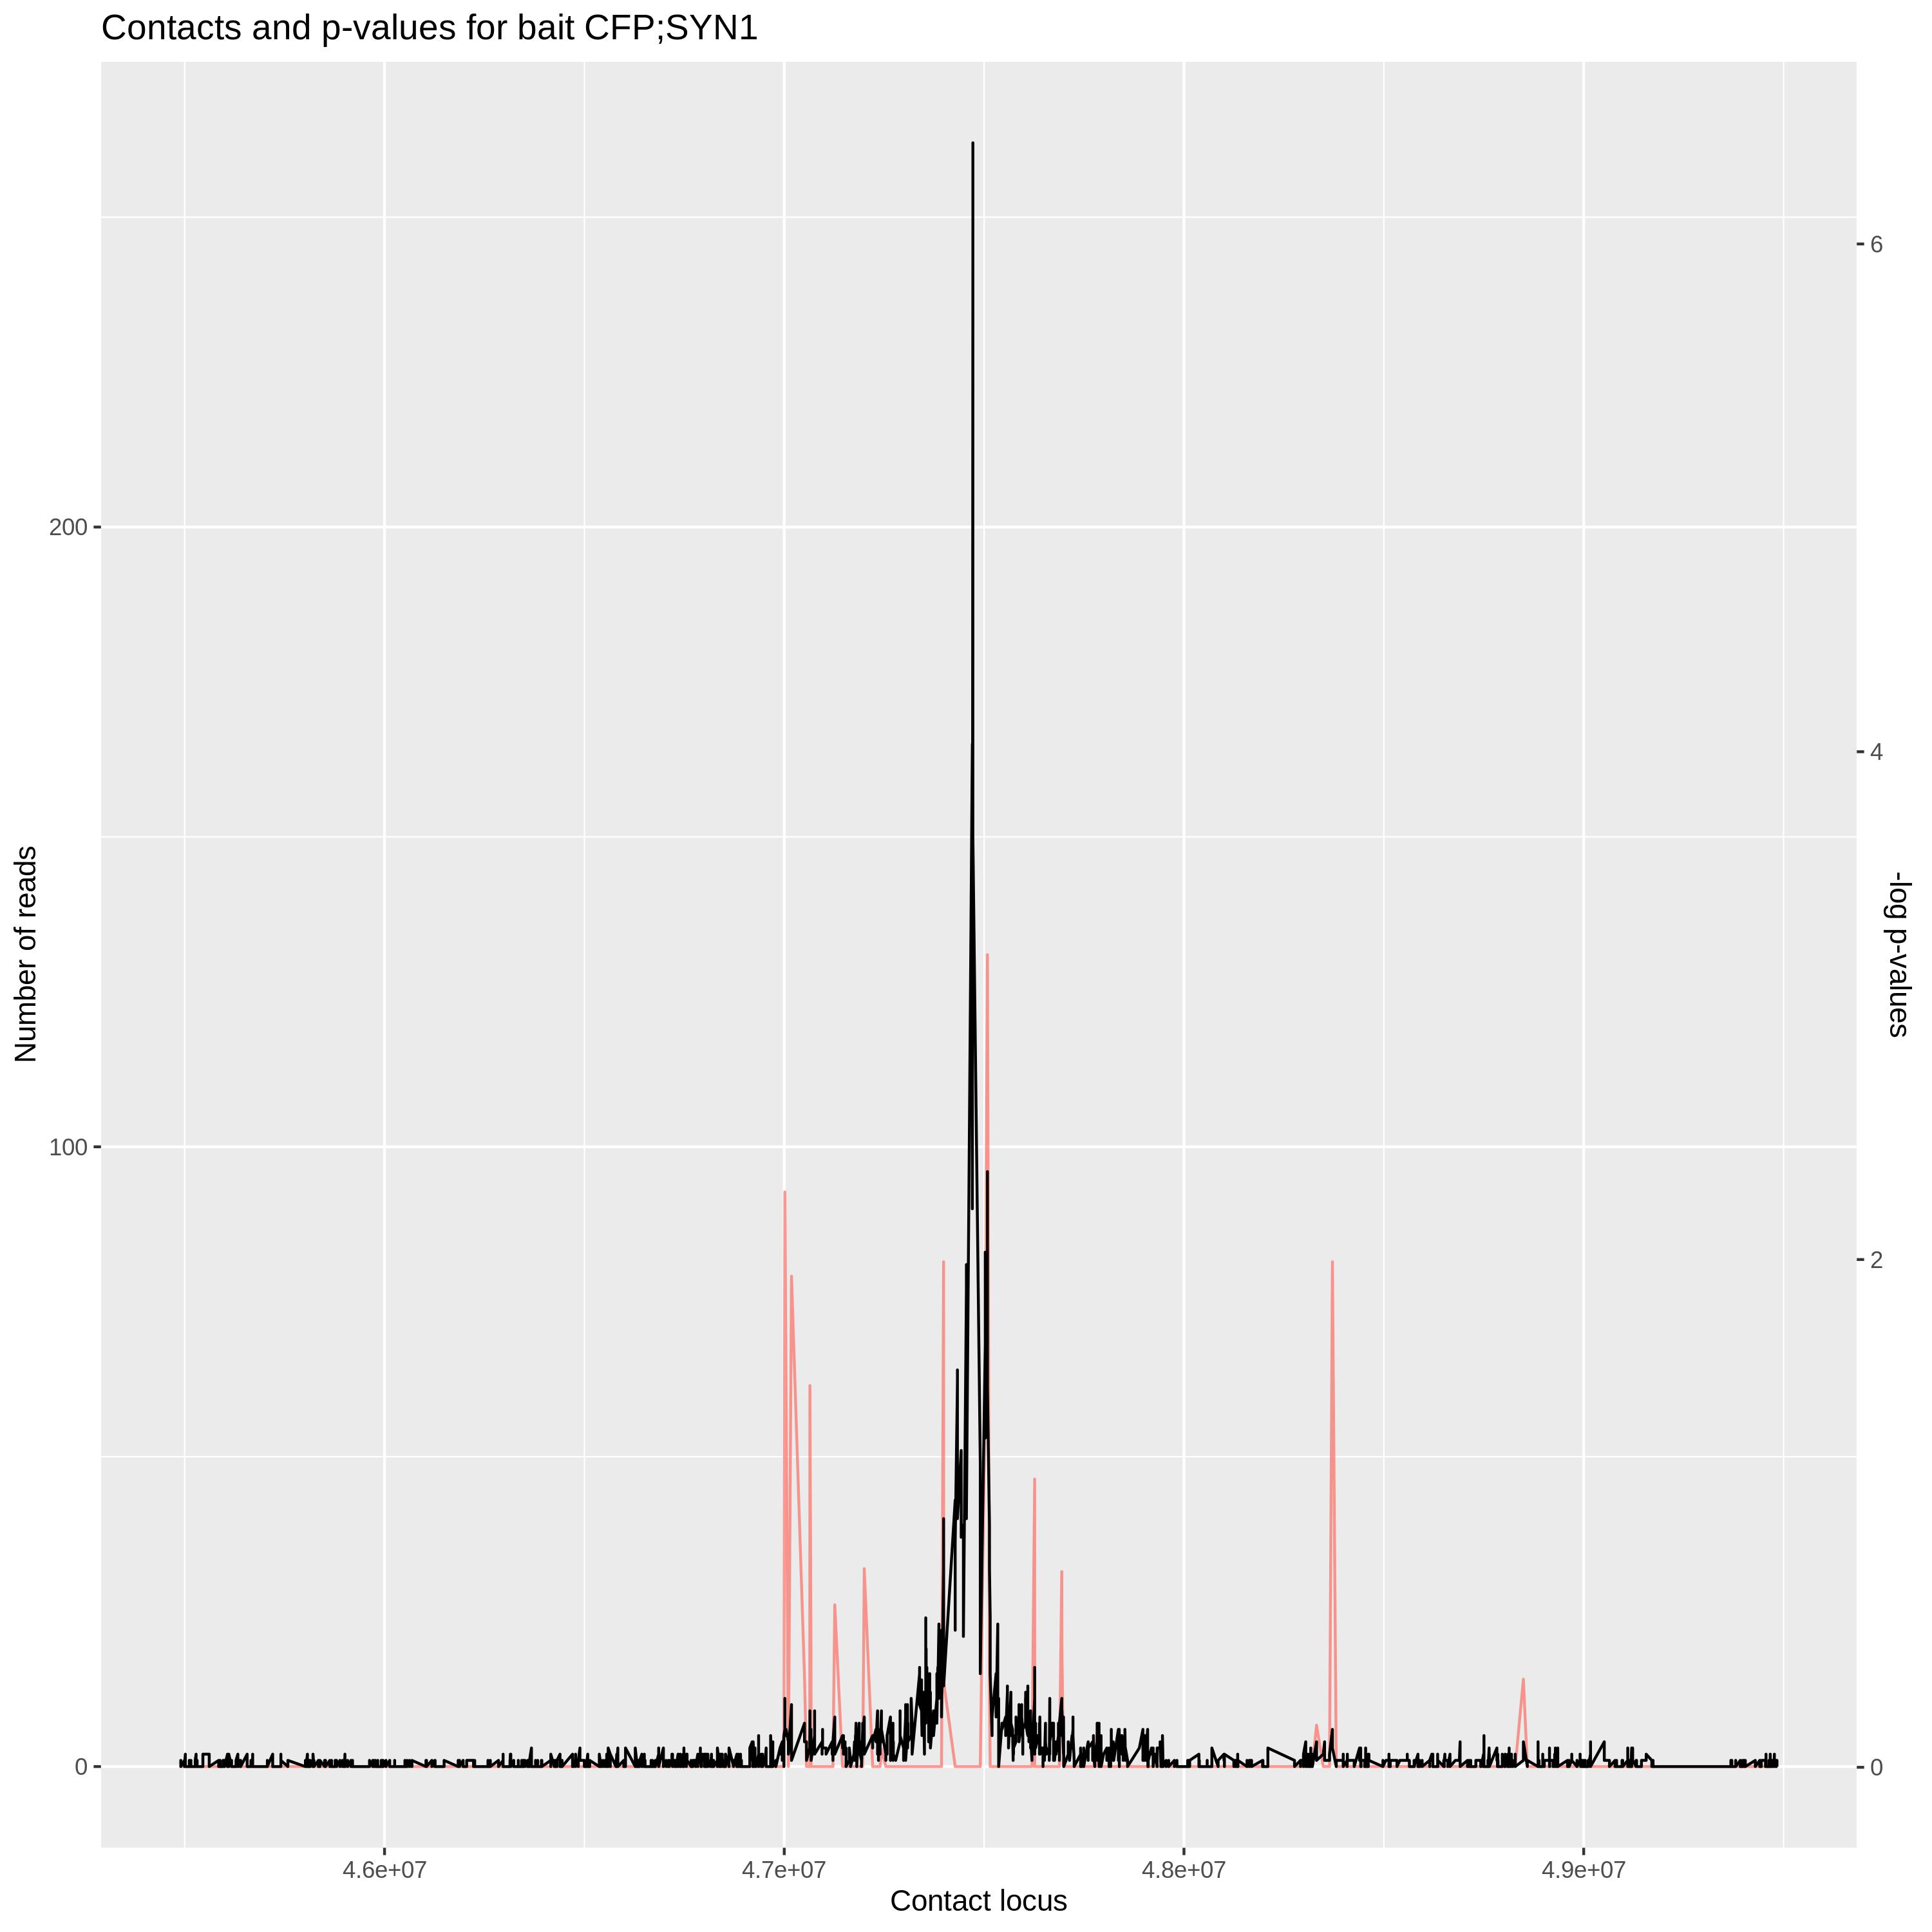 Contacts and p-values for bait CFP;SYN1
Number of reads
200
100
0
6
4
2
0
-log p-values
4.6e+07 4.7e+07 4.8e+07 4.9e+07
Contact locus